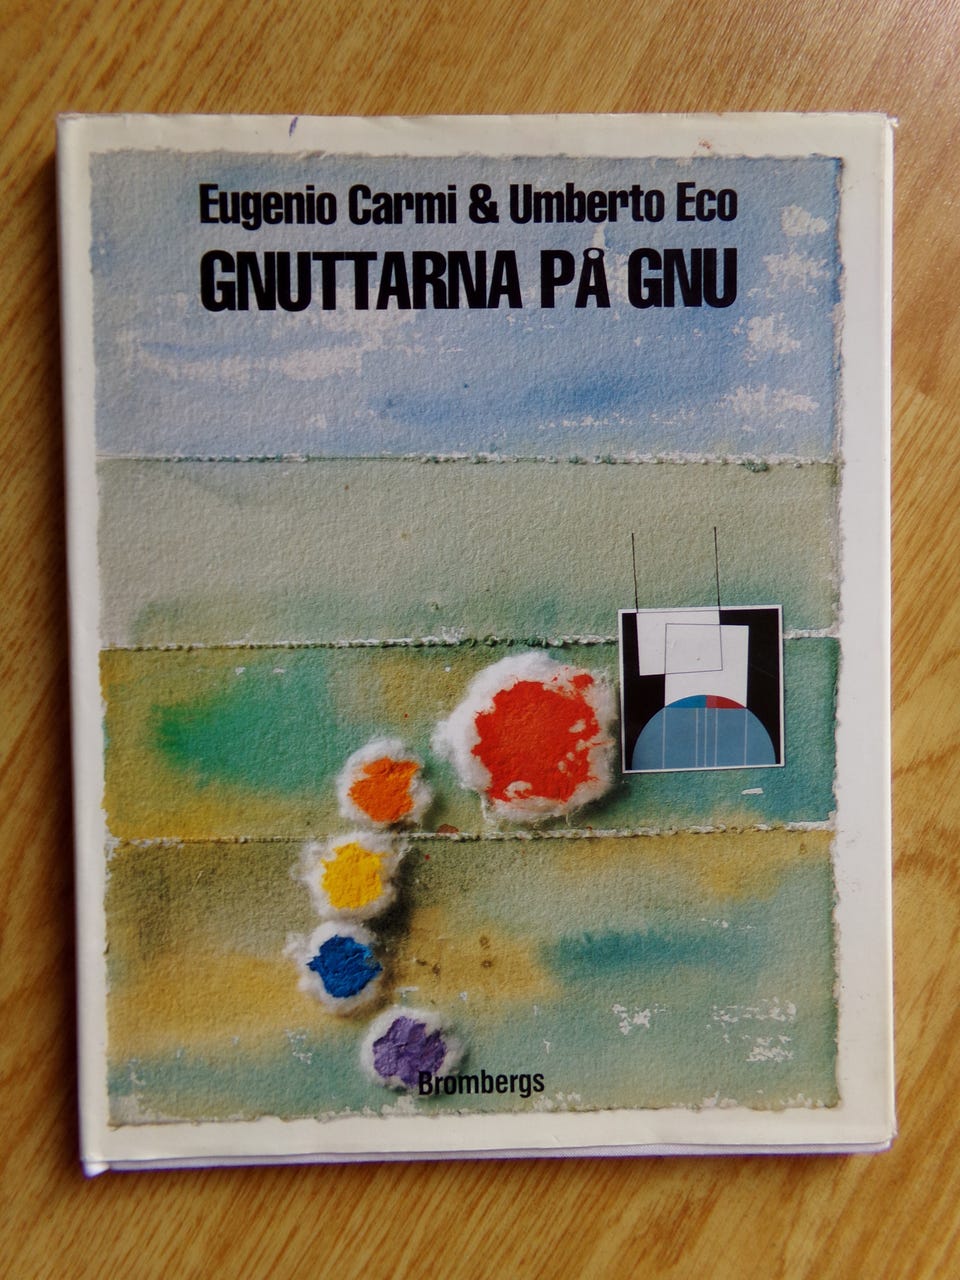 Eugenio Carmi & Umberto Eco
GNUTTARNA PÅ GNU
Brombergs